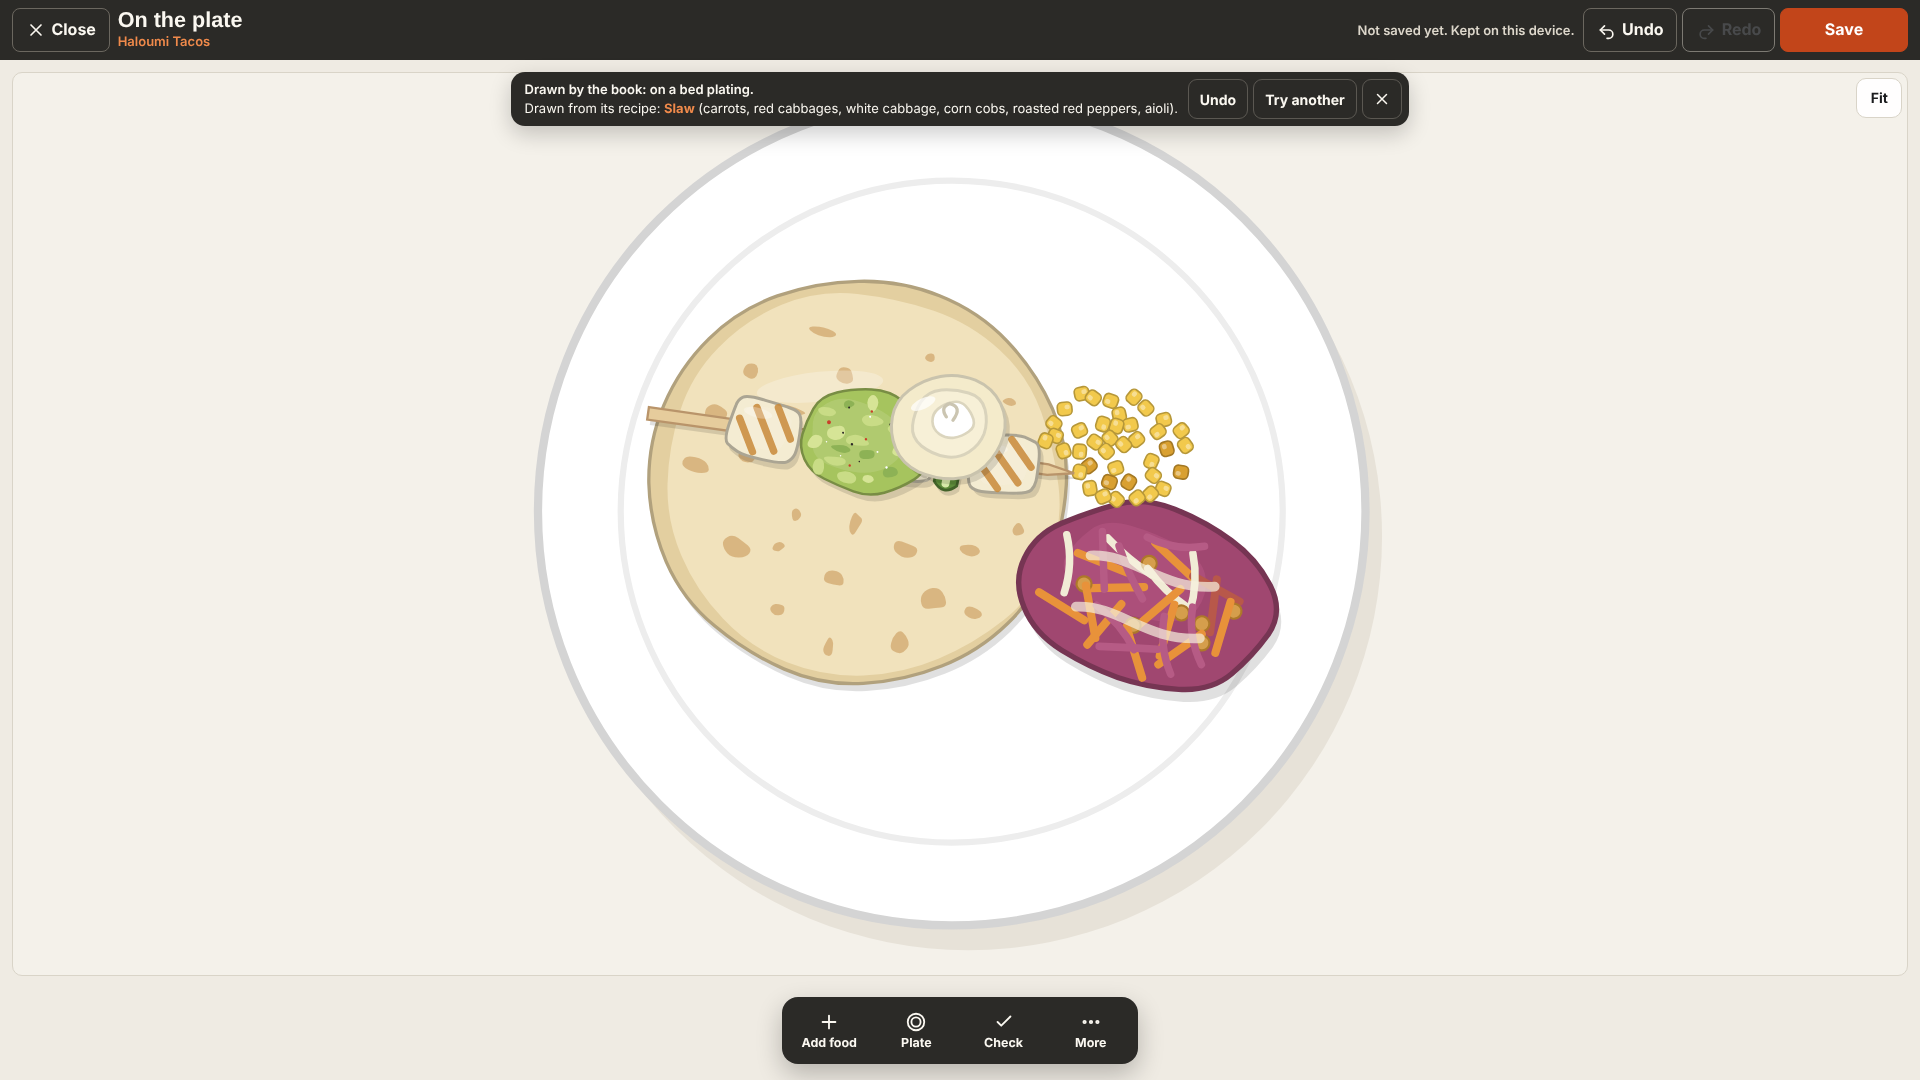 Close
On the plate
Haloumi Tacos
Not saved yet. Kept on this device.
Undo
Redo
Save
Drawn by the book: on a bed plating.
Drawn from its recipe: Slaw (carrots, red cabbages, white cabbage, corn cobs, roasted red peppers, aioli).
Undo
Try another
Fit
Add food
Plate
Check
More